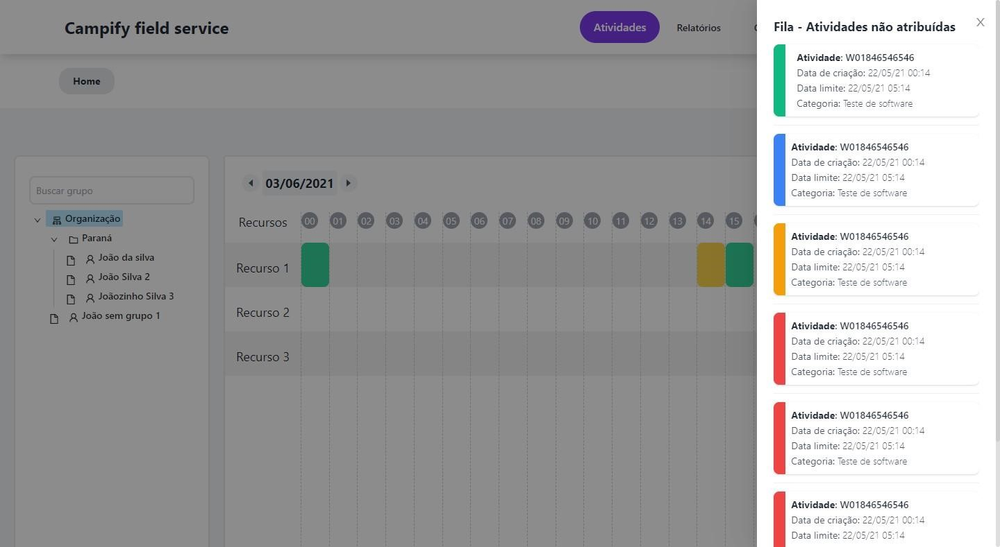 Campify field service
Atividades
Relatórios
Home
Buscar grupo
Organização
Paraná
João da silva
João Silva 2
Joãozinho Silva 3
João sem grupo 1
03/06/2021
Recursos 00 01 02 03 04 05 06 07 08 09 10 11 12 13 14 15
Recurso 1
Recurso 2
Recurso 3
Fila - Atividades não atribuídas
X
Atividade: W01846546546
Data de criação: 22/05/21 00:14
Data limite: 22/05/21 05:14
Categoria: Teste de software
Atividade: W01846546546
Data de criação: 22/05/21 00:14
Data limite: 22/05/21 05:14
Categoria: Teste de software
Atividade: W01846546546
Data de criação: 22/05/21 00:14
Data limite: 22/05/21 05:14
Categoria: Teste de software
Atividade: W01846546546
Data de criação: 22/05/21 00:14
Data limite: 22/05/21 05:14
Categoria: Teste de software
Atividade: W01846546546
Data de criação: 22/05/21 00:14
Data limite: 22/05/21 05:14
Categoria: Teste de software
Atividade: W01846546546
Data de criação: 22/05/21 00:14
Data limite: 22/05/21 05:14